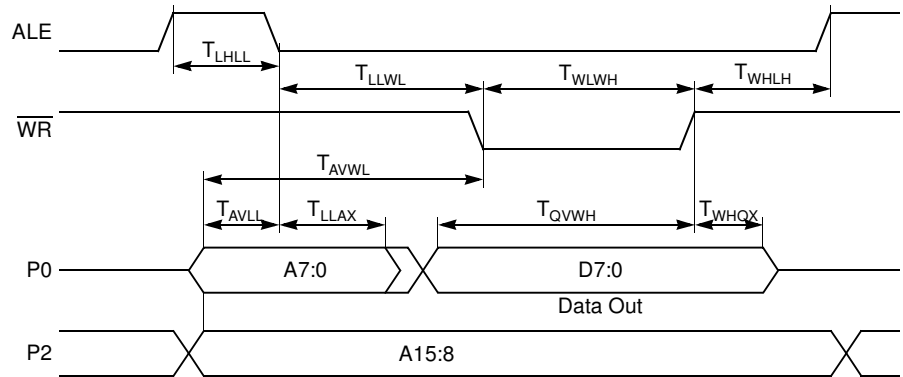 ALE
TLHLL
TLLWL TWLWH TWHLH
WR
TAVWL
TAVLL TLLAX TQVWH TWHQX
P0 A7:0 D7:0
Data Out
P2 A15:8